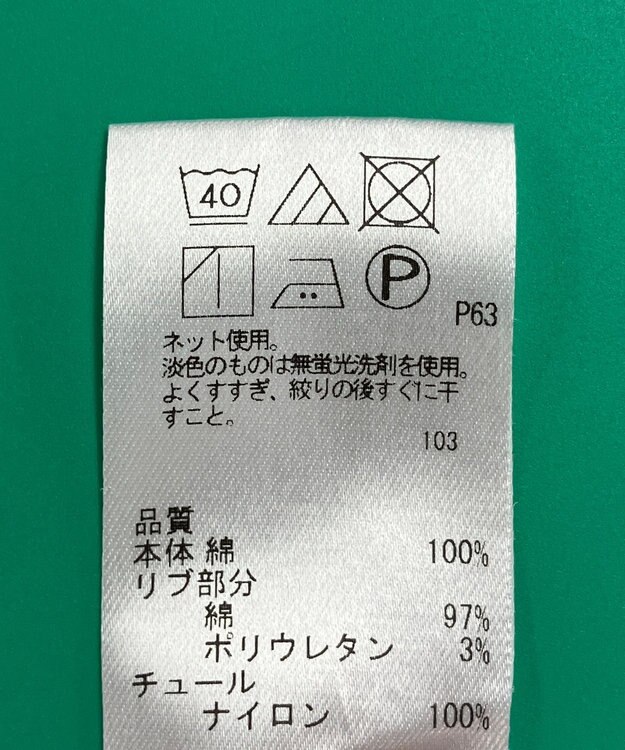 40
P
P63
ネット使用。
淡色のものは無蛍光洗剤を使用。
よくすすぎ、絞りの後すぐに干
すこと。
103
品質
本体 綿 100%
リブ部分
綿 97%
ポリウレタン 3%
チュール
ナイロン 100%